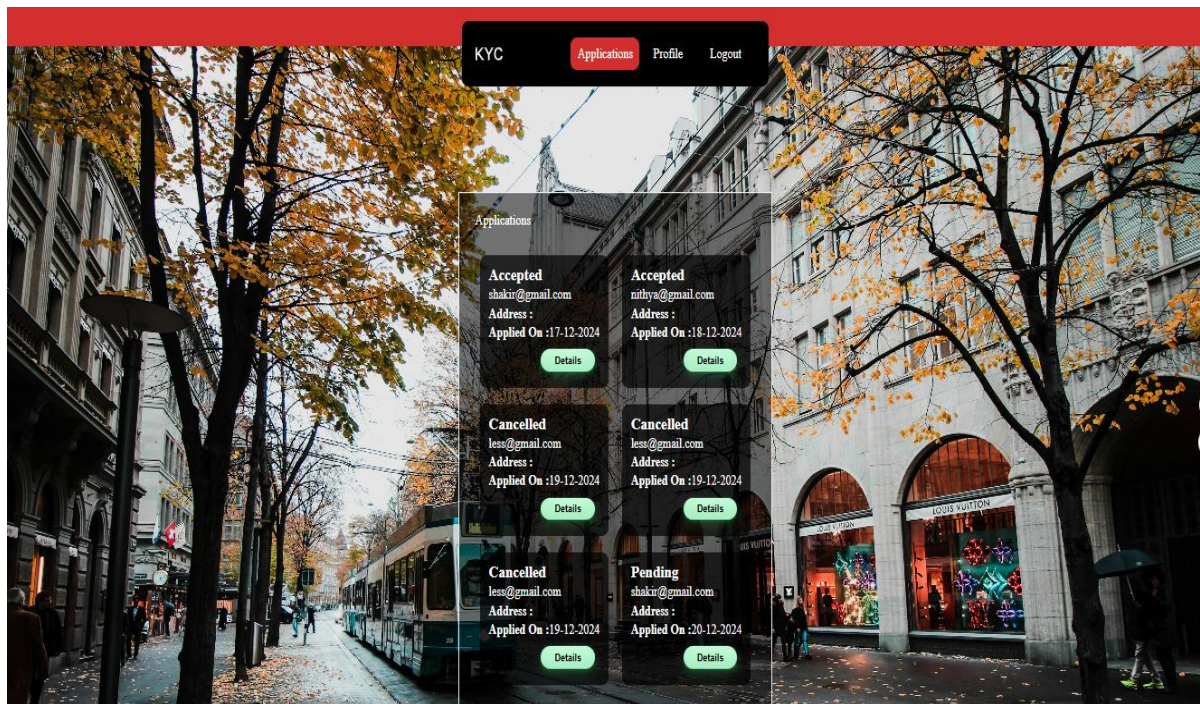 KYC Applications Profile Logout
Applications
Accepted
shakir@gmail.com
Address :
Applied On :17-12-2024
Details
Accepted
nithya@gmail.com
Address :
Applied On :18-12-2024
Details
Cancelled
less@gmail.com
Address :
Applied On :19-12-2024
Details
Cancelled
less@gmail.com
Address :
Applied On :19-12-2024
Details
Cancelled
less@gmail.com
Address :
Applied On :19-12-2024
Details
Pending
shakir@gmail.com
Address :
Applied On :20-12-2024
Details
LOUIS VUITTON
LOUIS VUITTON
UIS VUITTO